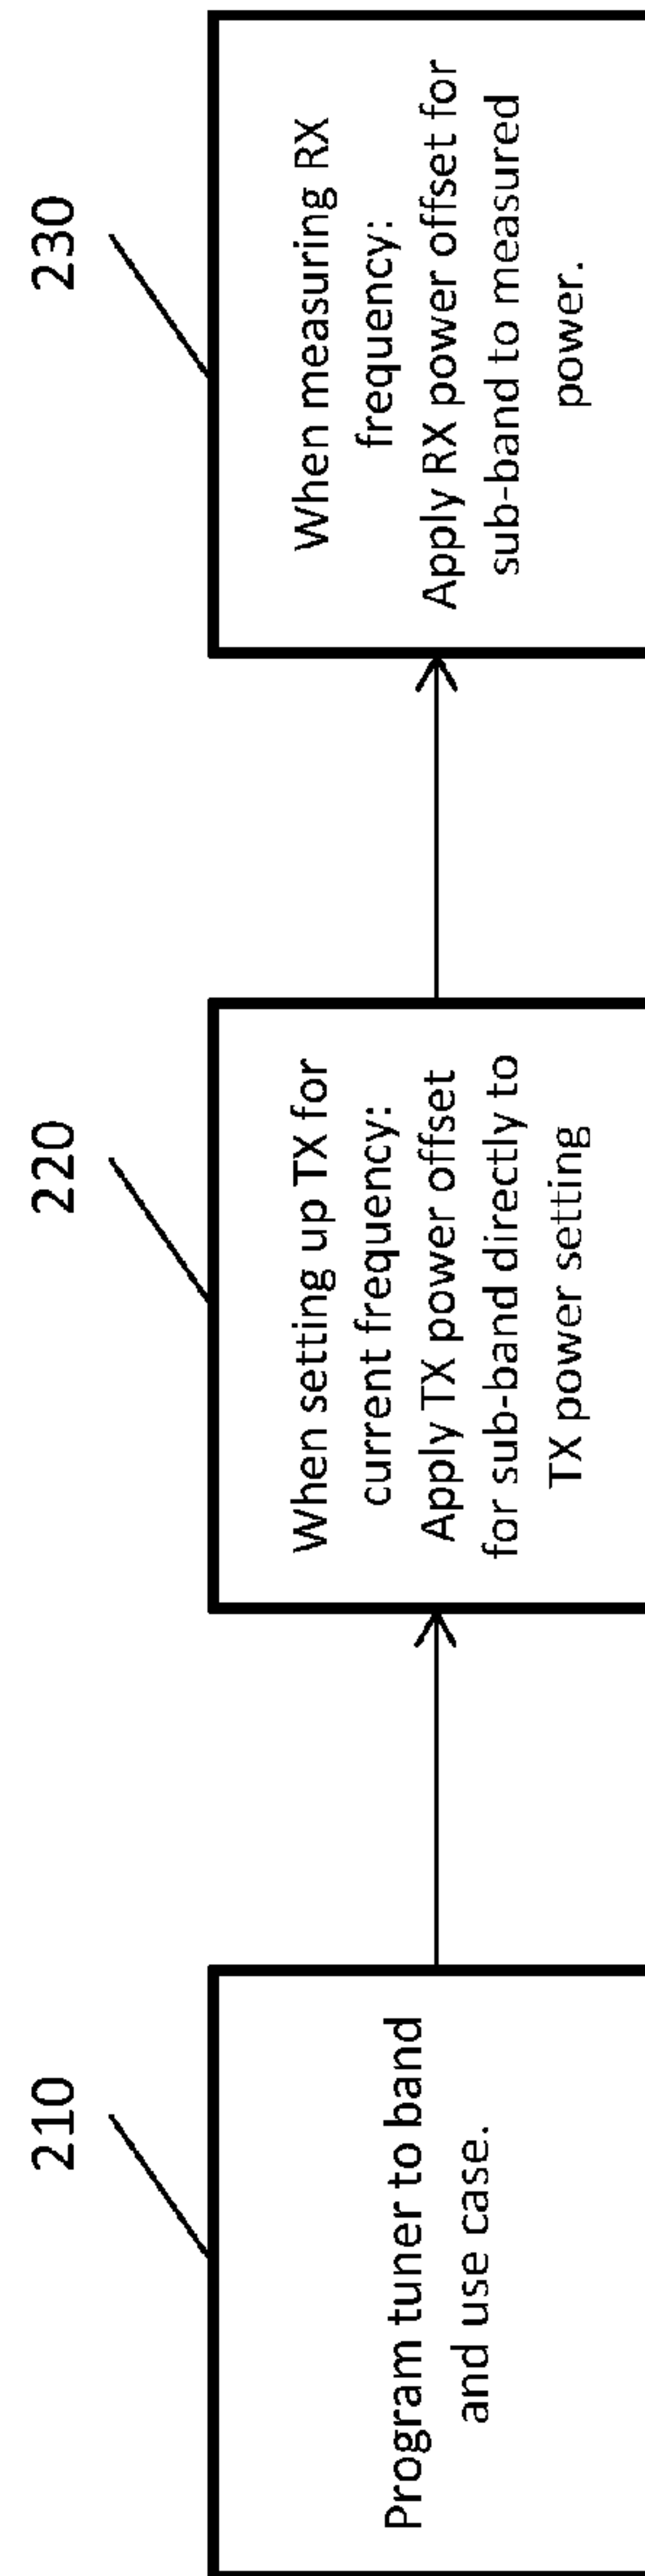 210
Program tuner to band
and use case.
220
When setting up TX for
current frequency:
Apply TX power offset
for sub-band directly to
TX power setting
230
When measuring RX
frequency:
Apply RX power offset for
sub-band to measured
power.